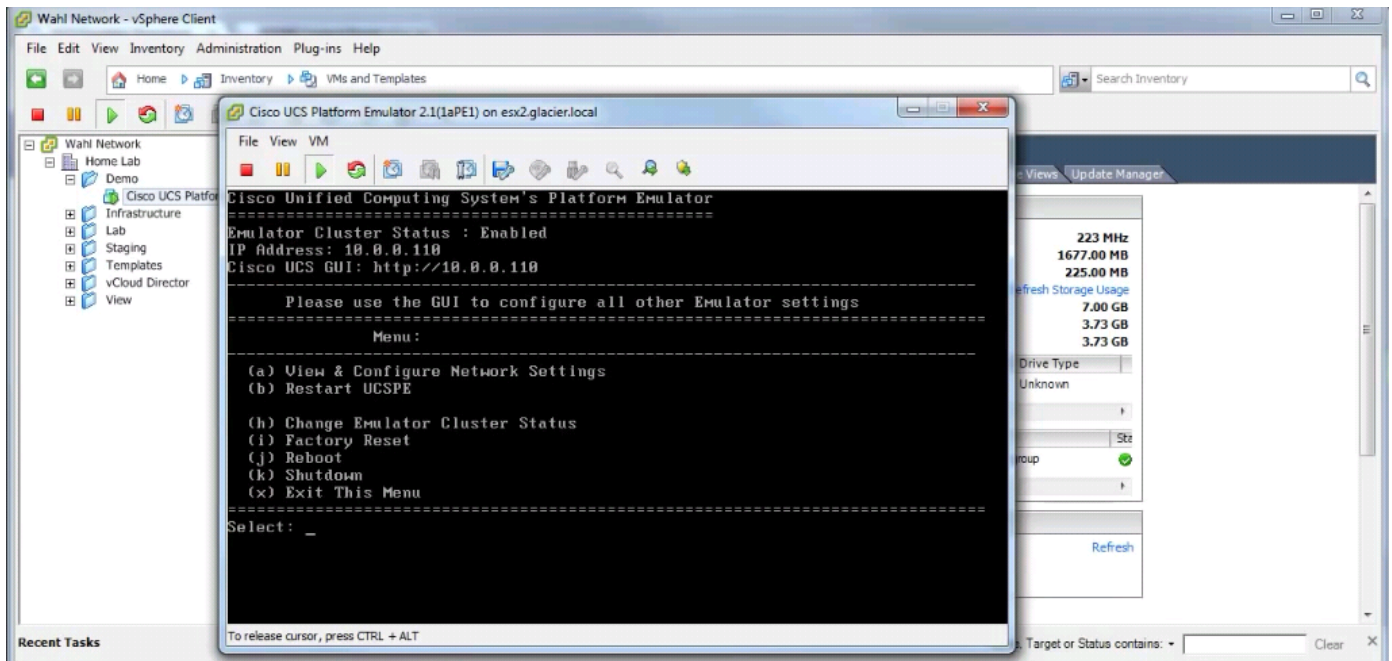 Wahl Network - vSphere Client
File Edit View Inventory Administration Plug-ins Help
Home Inventory VMs and Templates
Search Inventory
Wahl Network
Home Lab
Demo
Cisco UCS Platfor
Infrastructure
Lab
Staging
Templates
vCloud Director
View
Cisco UCS Platform Emulator 2.1(1aPE1) on esx2.glacier.local
File View VM
Cisco Unified Computing System's Platform Emulator
==================================================
Emulator Cluster Status : Enabled
IP Address: 10.0.0.110
Cisco UCS GUI: http://10.0.0.110
Please use the GUI to configure all other Emulator settings
Menu:
(a) View & Configure Network Settings
(b) Restart UCSPE
(h) Change Emulator Cluster Status
(i) Factory Reset
(j) Reboot
(k) Shutdown
(x) Exit This Menu
Select: _
To release cursor, press CTRL + ALT
e Views Update Manager
223 MHz
1677.00 MB
225.00 MB
efresh Storage Usage
7.00 GB
3.73 GB
3.73 GB
Drive Type
Unknown
Sta
roup
Refresh
Recent Tasks
Target or Status contains:
Clear